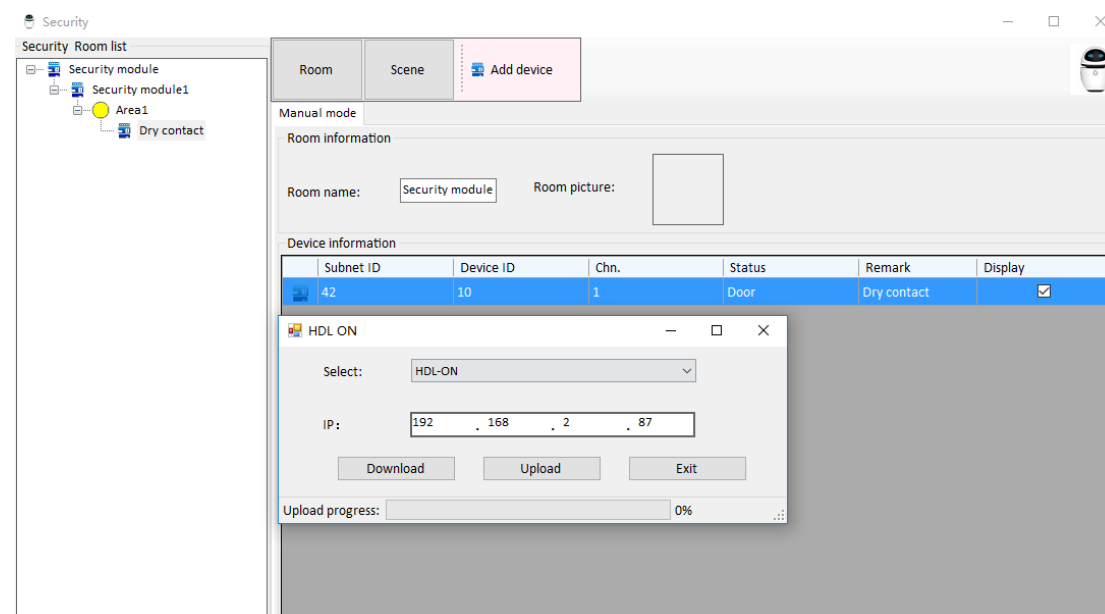 Security
Security Room list
Security module
Security module1
Area1
Dry contact
Room
Scene
Add device
Manual mode
Room information
Room name:
Security module
Room picture:
Device information
Subnet ID Device ID Chn. Status Remark Display
42 10 1 Door Dry contact
HDL ON
Select: HDL-ON
IP: 192 . 168 . 2 . 87
Download Upload Exit
Upload progress: 0%